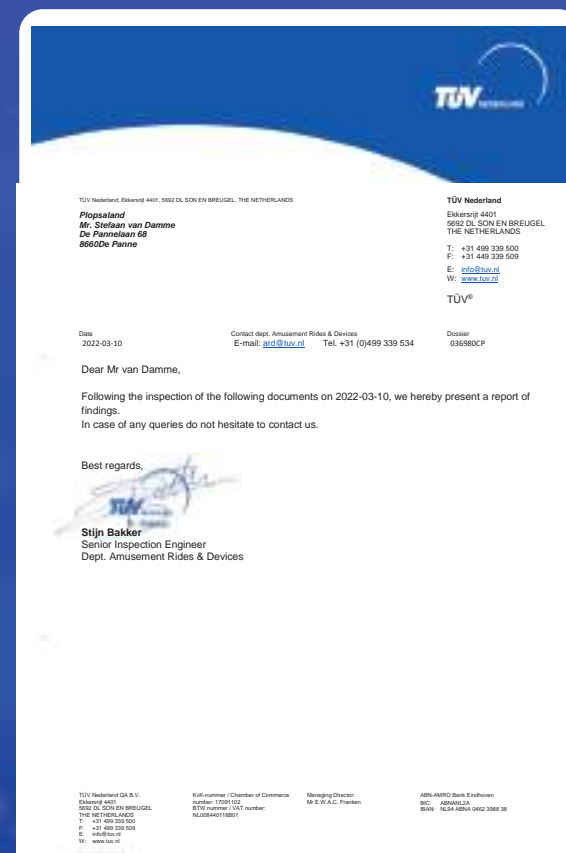 TÜV NEDERLAND
TÜV Nederland, Ekkersrijt 4401, 5692 DL SON EN BREUGEL, THE NETHERLANDS
Plopsaland
Mr. Stefaan van Damme
De Pannelaan 68
8660De Panne
TÜV Nederland
Ekkersrijt 4401
5692 DL SON EN BREUGEL
THE NETHERLANDS
T: +31 499 339 500
F: +31 449 339 509
E: info@tuv.nl
W: www.tuv.nl
TÜV®
Date
2022-03-10
Contact dept. Amusement Rides & Devices
E-mail: ard@tuv.nl Tel. +31 (0)499 339 534
Dossier
036980CP
Dear Mr van Damme,
Following the inspection of the following documents on 2022-03-10, we hereby present a report of
findings.
In case of any queries do not hesitate to contact us.
Best regards,
TÜV
Stijn Bakker
Senior Inspection Engineer
Dept. Amusement Rides & Devices
TÜV Nederland QA B.V.
Ekkersrijt 4401
5692 DL SON EN BREUGEL
THE NETHERLANDS
T: +31 499 339 500
F: +31 499 339 509
E: info@tuv.nl
W: www.tuv.nl
KvK-nummer / Chamber of Commerce
number: 17091102
BTW nummer / VAT number:
NL008440116B01
Managing Director:
Mr E.W.A.C. Franken
ABN-AMRO Bank Eindhoven
BIC: ABNANL2A
IBAN: NL94 ABNA 0462 3988 38